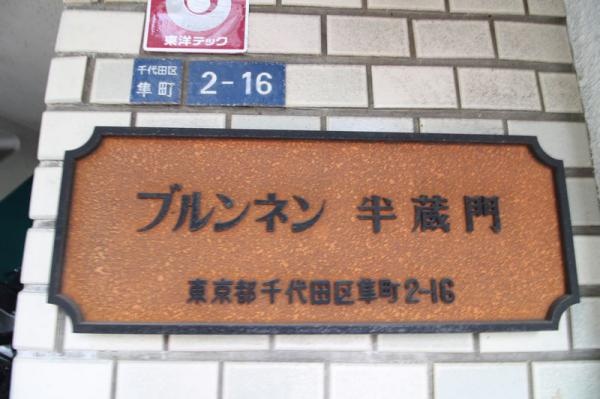 東洋テック
千代田区
隼町
2-16
ブルンネン 半蔵門
東京都千代田区隼町2-16